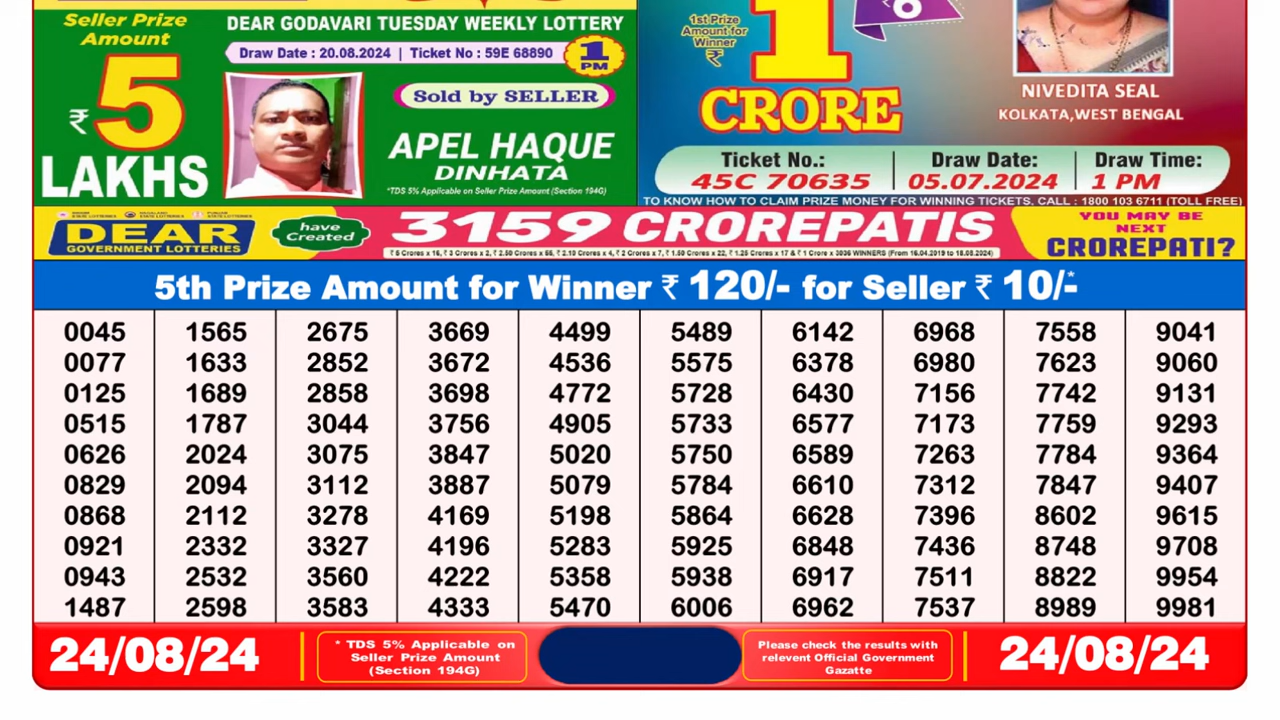 Seller Prize
Amount
₹5
LAKHS
DEAR GODAVARI TUESDAY WEEKLY LOTTERY
Draw Date : 20.08.2024 | Ticket No : 59E 68890
1
PM
Sold by SELLER
APEL HAQUE
DINHATA
*TDS 5% Applicable on Seller Prize Amount (Section 194G)
1st Prize
Amount for
Winner
₹
1
CRORE
NIVEDITA SEAL
KOLKATA,WEST BENGAL
Ticket No.: Draw Date: Draw Time:
45C 70635 05.07.2024 1 PM
TO KNOW HOW TO CLAIM PRIZE MONEY FOR WINNING TICKETS, CALL : 1800 103 6711 (TOLL FREE)
DEAR
GOVERNMENT LOTTERIES
have
Created
3159 CROREPATIS
YOU MAY BE
NEXT
CROREPATI?
5th Prize Amount for Winner ₹ 120/- for Seller ₹ 10/-*
0045 1565 2675 3669 4499 5489 6142 6968 7558 9041
0077 1633 2852 3672 4536 5575 6378 6980 7623 9060
0125 1689 2858 3698 4772 5728 6430 7156 7742 9131
0515 1787 3044 3756 4905 5733 6577 7173 7759 9293
0626 2024 3075 3847 5020 5750 6589 7263 7784 9364
0829 2094 3112 3887 5079 5784 6610 7312 7847 9407
0868 2112 3278 4169 5198 5864 6628 7396 8602 9615
0921 2332 3327 4196 5283 5925 6848 7436 8748 9708
0943 2532 3560 4222 5358 5938 6917 7511 8822 9954
1487 2598 3583 4333 5470 6006 6962 7537 8989 9981
24/08/24
* TDS 5% Applicable on
Seller Prize Amount
(Section 194G)
Please check the results with
relevent Official Government
Gazatte
24/08/24